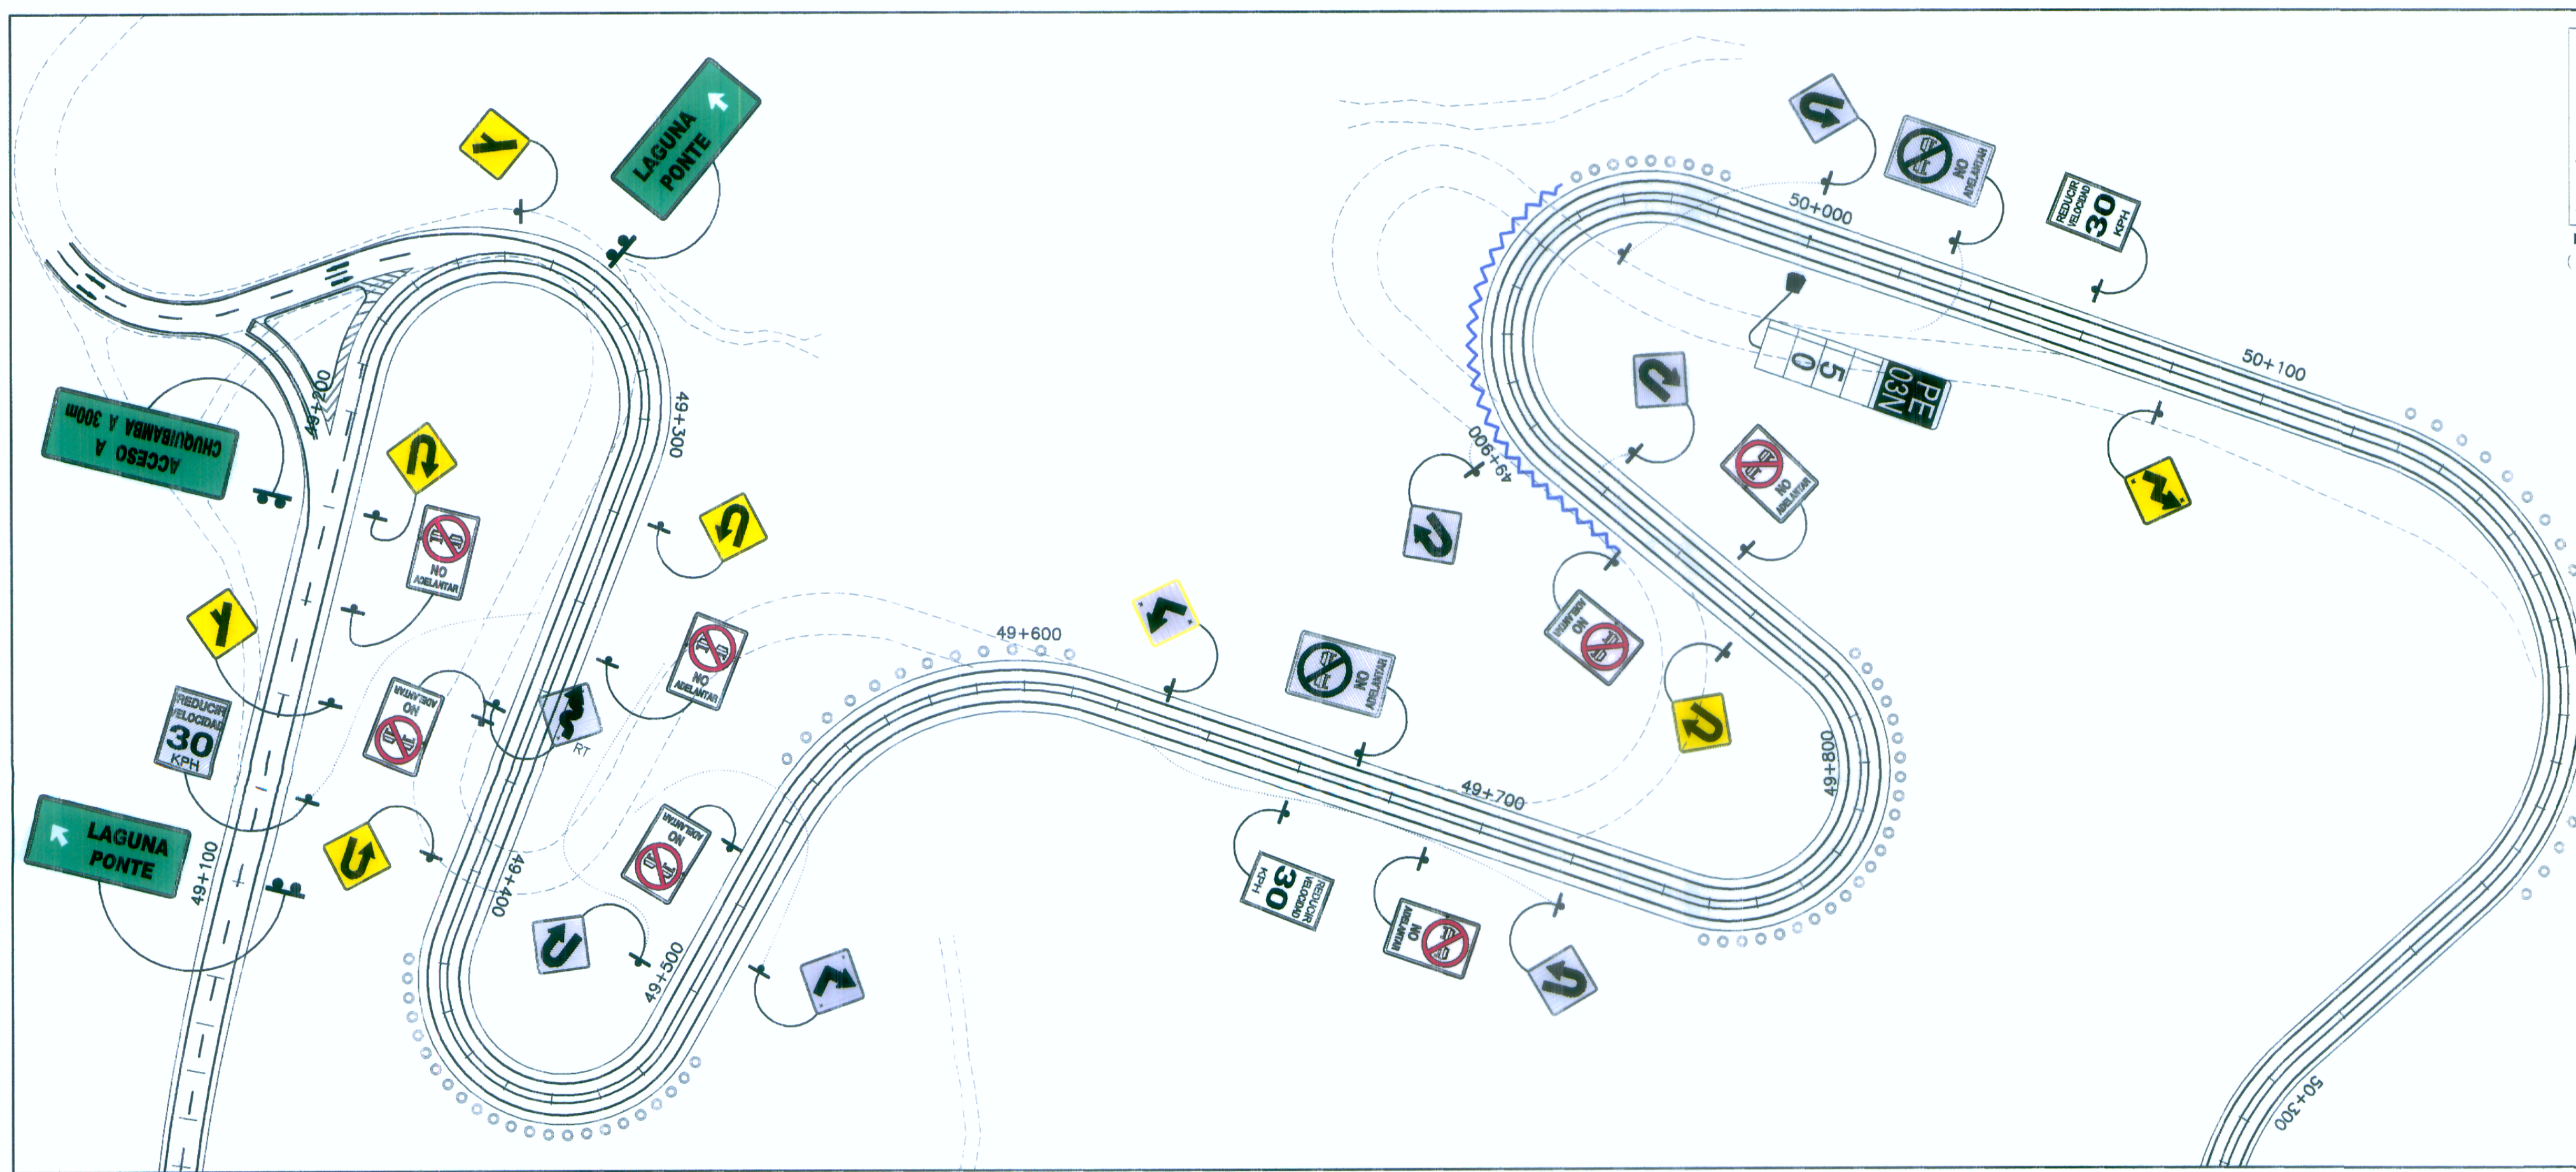 LAGUNA
PONTE
ACCESO A
CHUQUIBAMBA A 300m
49+200
49+300
NO
ADELANTAR
REDUCIR
VELOCIDAD
30
KPH
NO
ADELANTAR
RT
NO
ADELANTAR
LAGUNA
PONTE
49+100
49+400
NO
ADELANTAR
49+500
49+600
NO
ADELANTAR
49+700
REDUCIR
VELOCIDAD
30
KPH
NO
ADELANTAR
49+800
NO
ADELANTAR
49+900
NO
ADELANTAR
50+000
NO
ADELANTAR
REDUCIR
VELOCIDAD
30
KPH
PE
03N
5
0
50+100
50+300